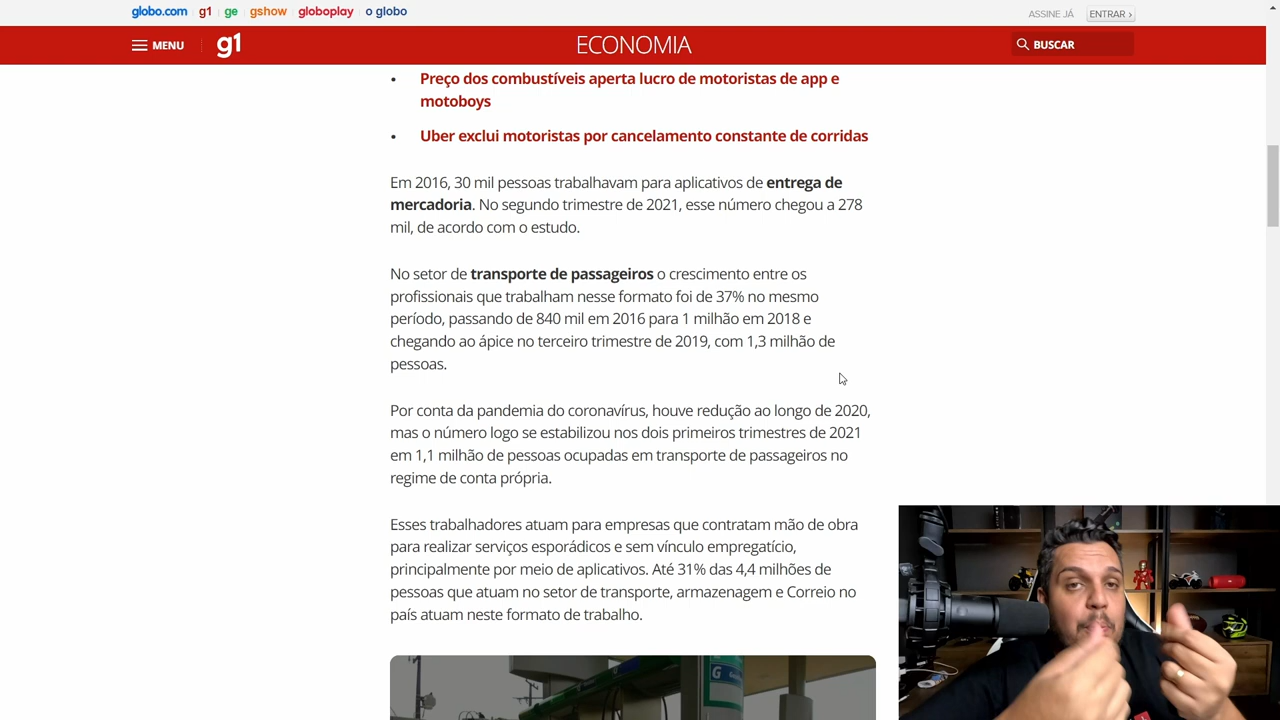 globo.com g1 ge gshow globoplay o globo
ASSINE JÁ ENTRAR ›
MENU g1 ECONOMIA BUSCAR
• Preço dos combustíveis aperta lucro de motoristas de app e
motoboys
• Uber exclui motoristas por cancelamento constante de corridas
Em 2016, 30 mil pessoas trabalhavam para aplicativos de entrega de
mercadoria. No segundo trimestre de 2021, esse número chegou a 278
mil, de acordo com o estudo.
No setor de transporte de passageiros o crescimento entre os
profissionais que trabalham nesse formato foi de 37% no mesmo
período, passando de 840 mil em 2016 para 1 milhão em 2018 e
chegando ao ápice no terceiro trimestre de 2019, com 1,3 milhão de
pessoas.
Por conta da pandemia do coronavírus, houve redução ao longo de 2020,
mas o número logo se estabilizou nos dois primeiros trimestres de 2021
em 1,1 milhão de pessoas ocupadas em transporte de passageiros no
regime de conta própria.
Esses trabalhadores atuam para empresas que contratam mão de obra
para realizar serviços esporádicos e sem vínculo empregatício,
principalmente por meio de aplicativos. Até 31% das 4,4 milhões de
pessoas que atuam no setor de transporte, armazenagem e Correio no
país atuam neste formato de trabalho.